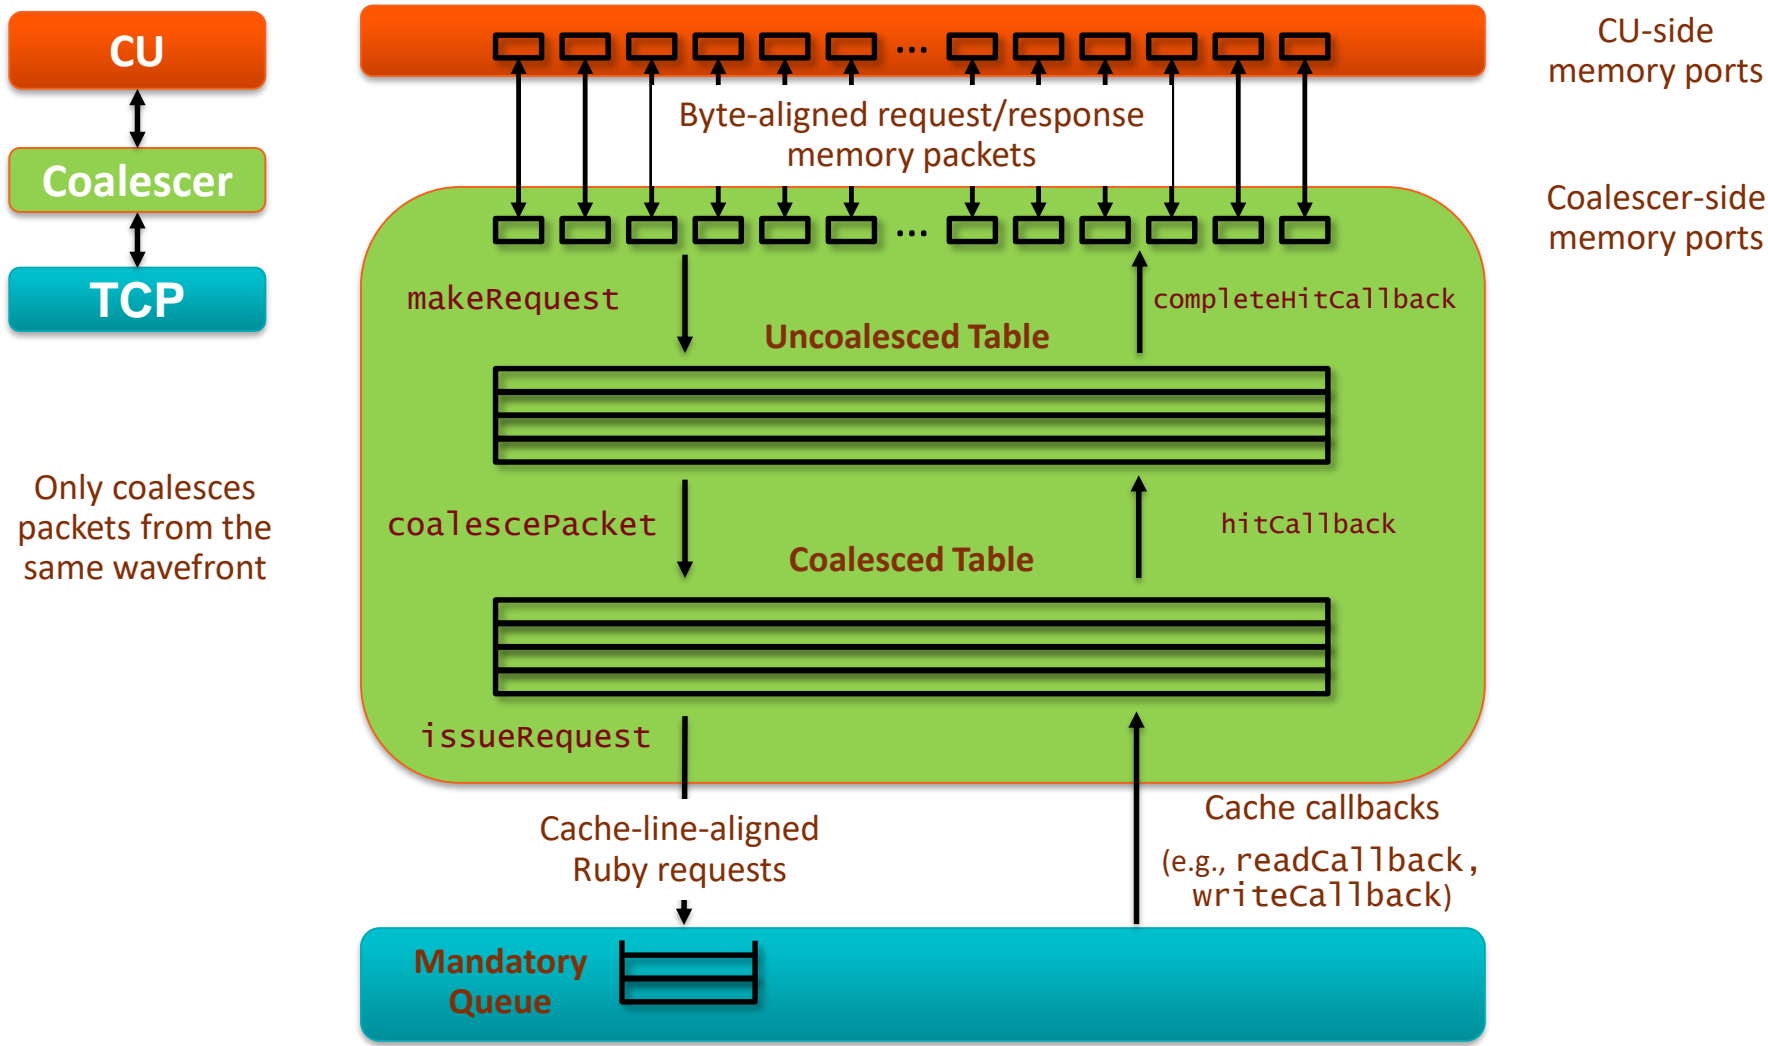 CU
Coalescer
TCP
Only coalesces
packets from the
same wavefront
...
Byte-aligned request/response
memory packets
...
makeRequest
completeHitCallback
Uncoalesced Table
coalescePacket
hitCallback
Coalesced Table
issueRequest
Cache-line-aligned
Ruby requests
Cache callbacks
(e.g., readCallback,
writeCallback)
Mandatory
Queue
CU-side
memory ports
Coalescer-side
memory ports